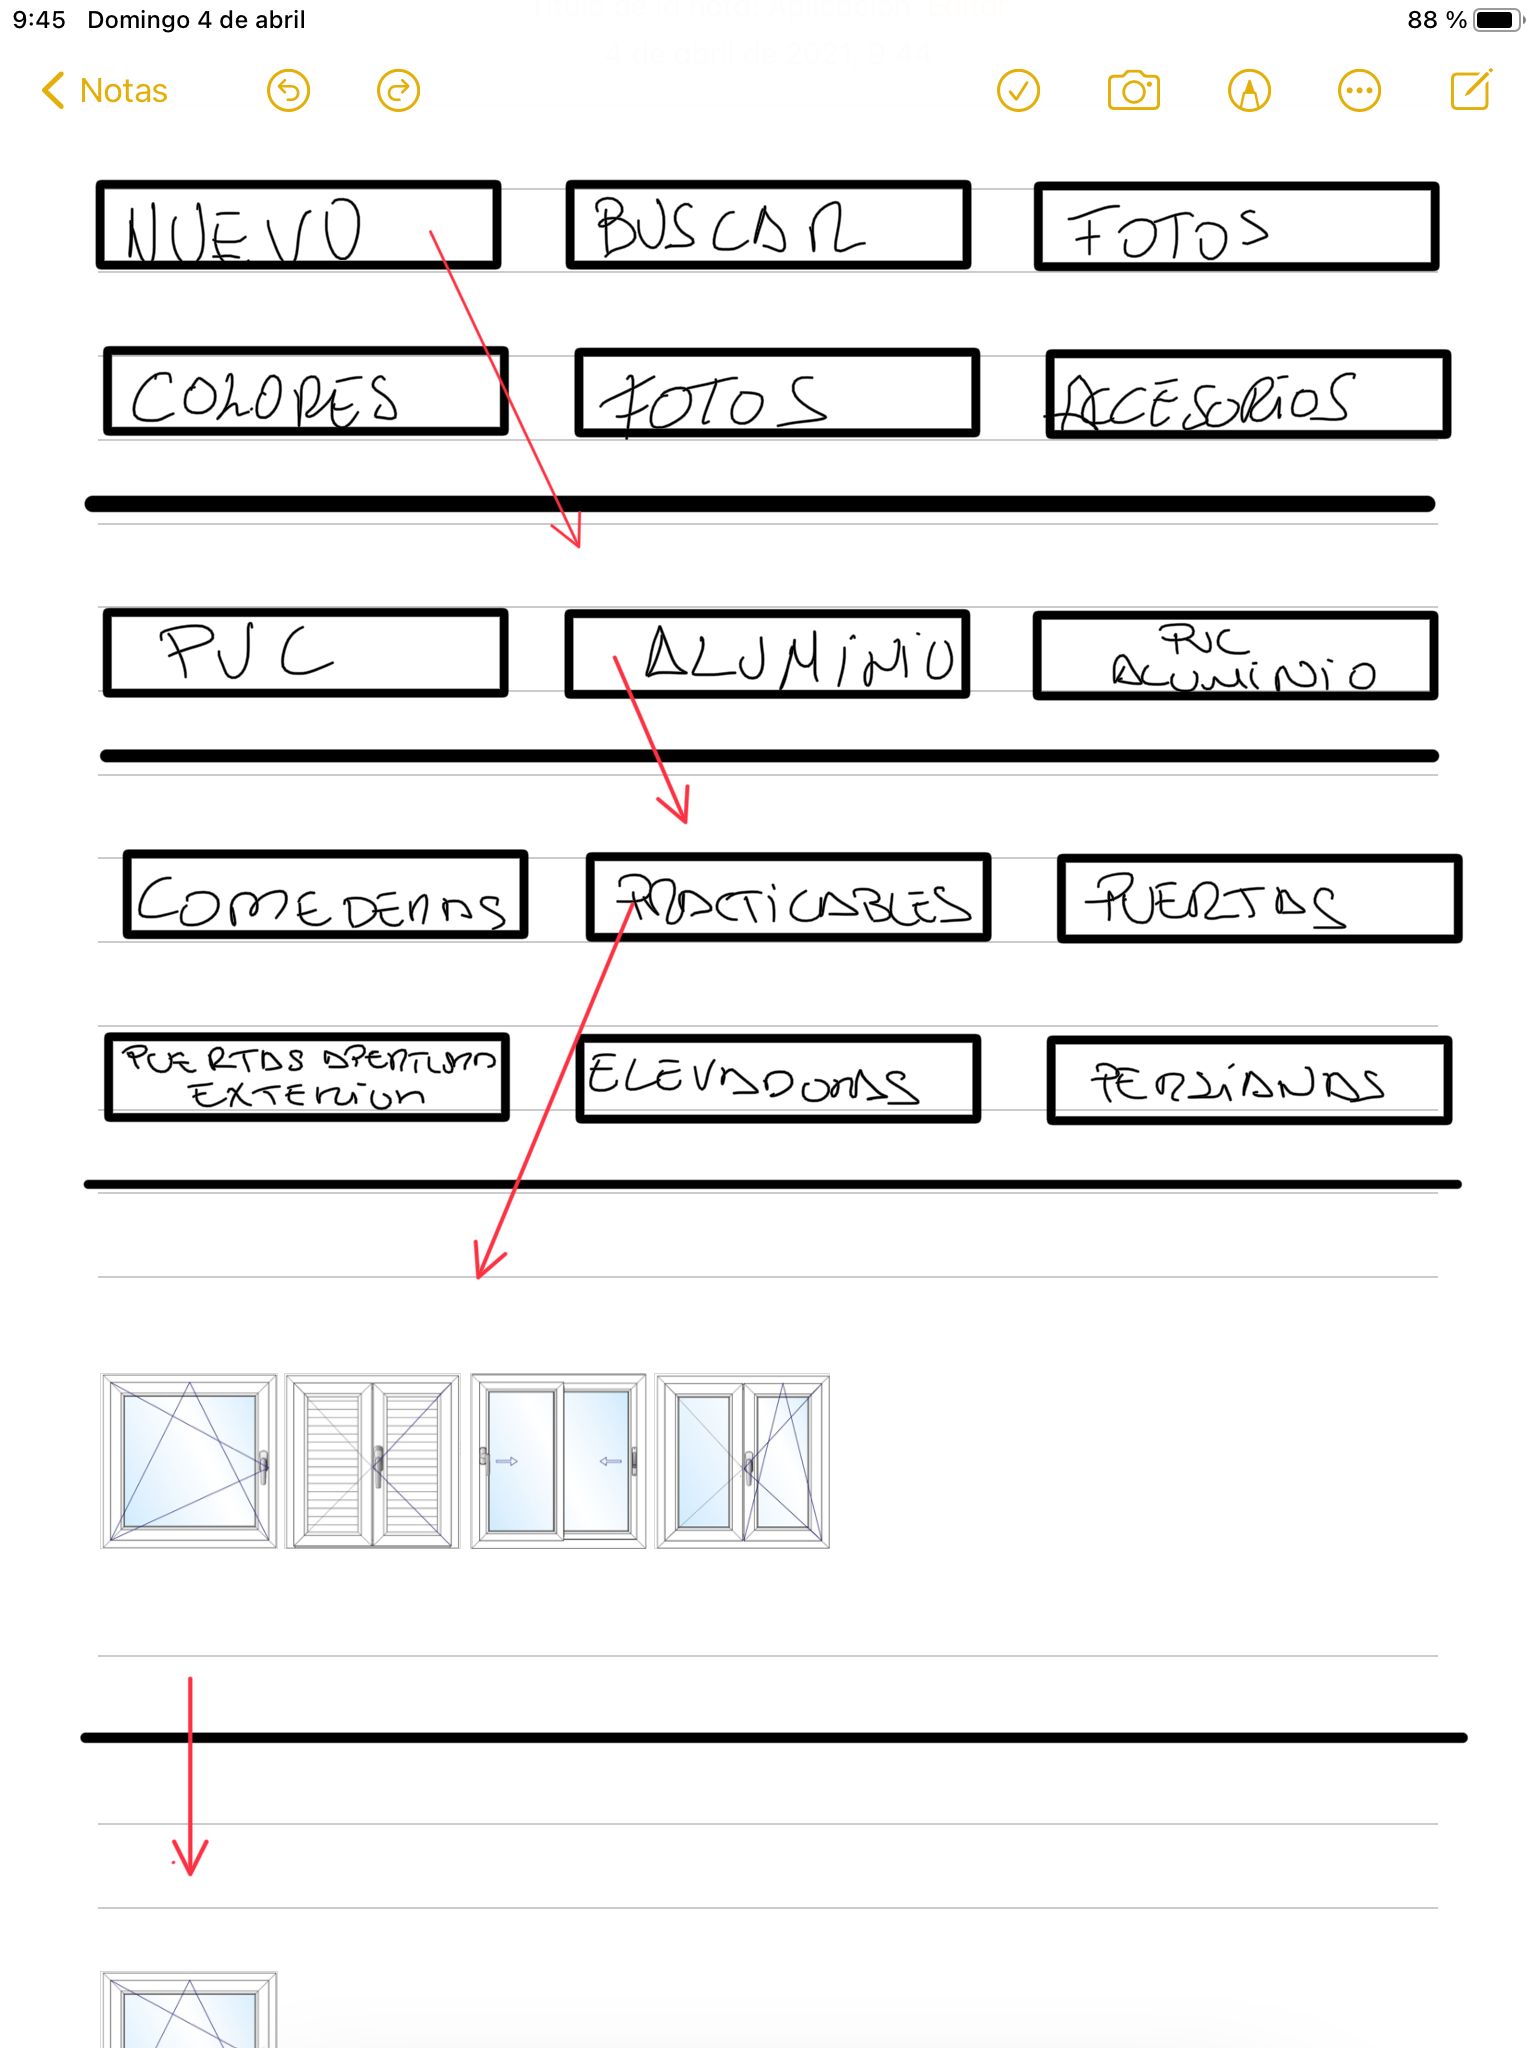 9:45 Domingo 4 de abril 88 %
Notas
NUEVO BUSCAR FOTOS
COLORES FOTOS ACCESORIOS
PVC ALUMINIO PVC
ALUMINIO
COMEDERAS PRACTICABLES PUERTAS
PUERTAS APERTURA
EXTERIOR
ELEVADORAS PERSIANAS